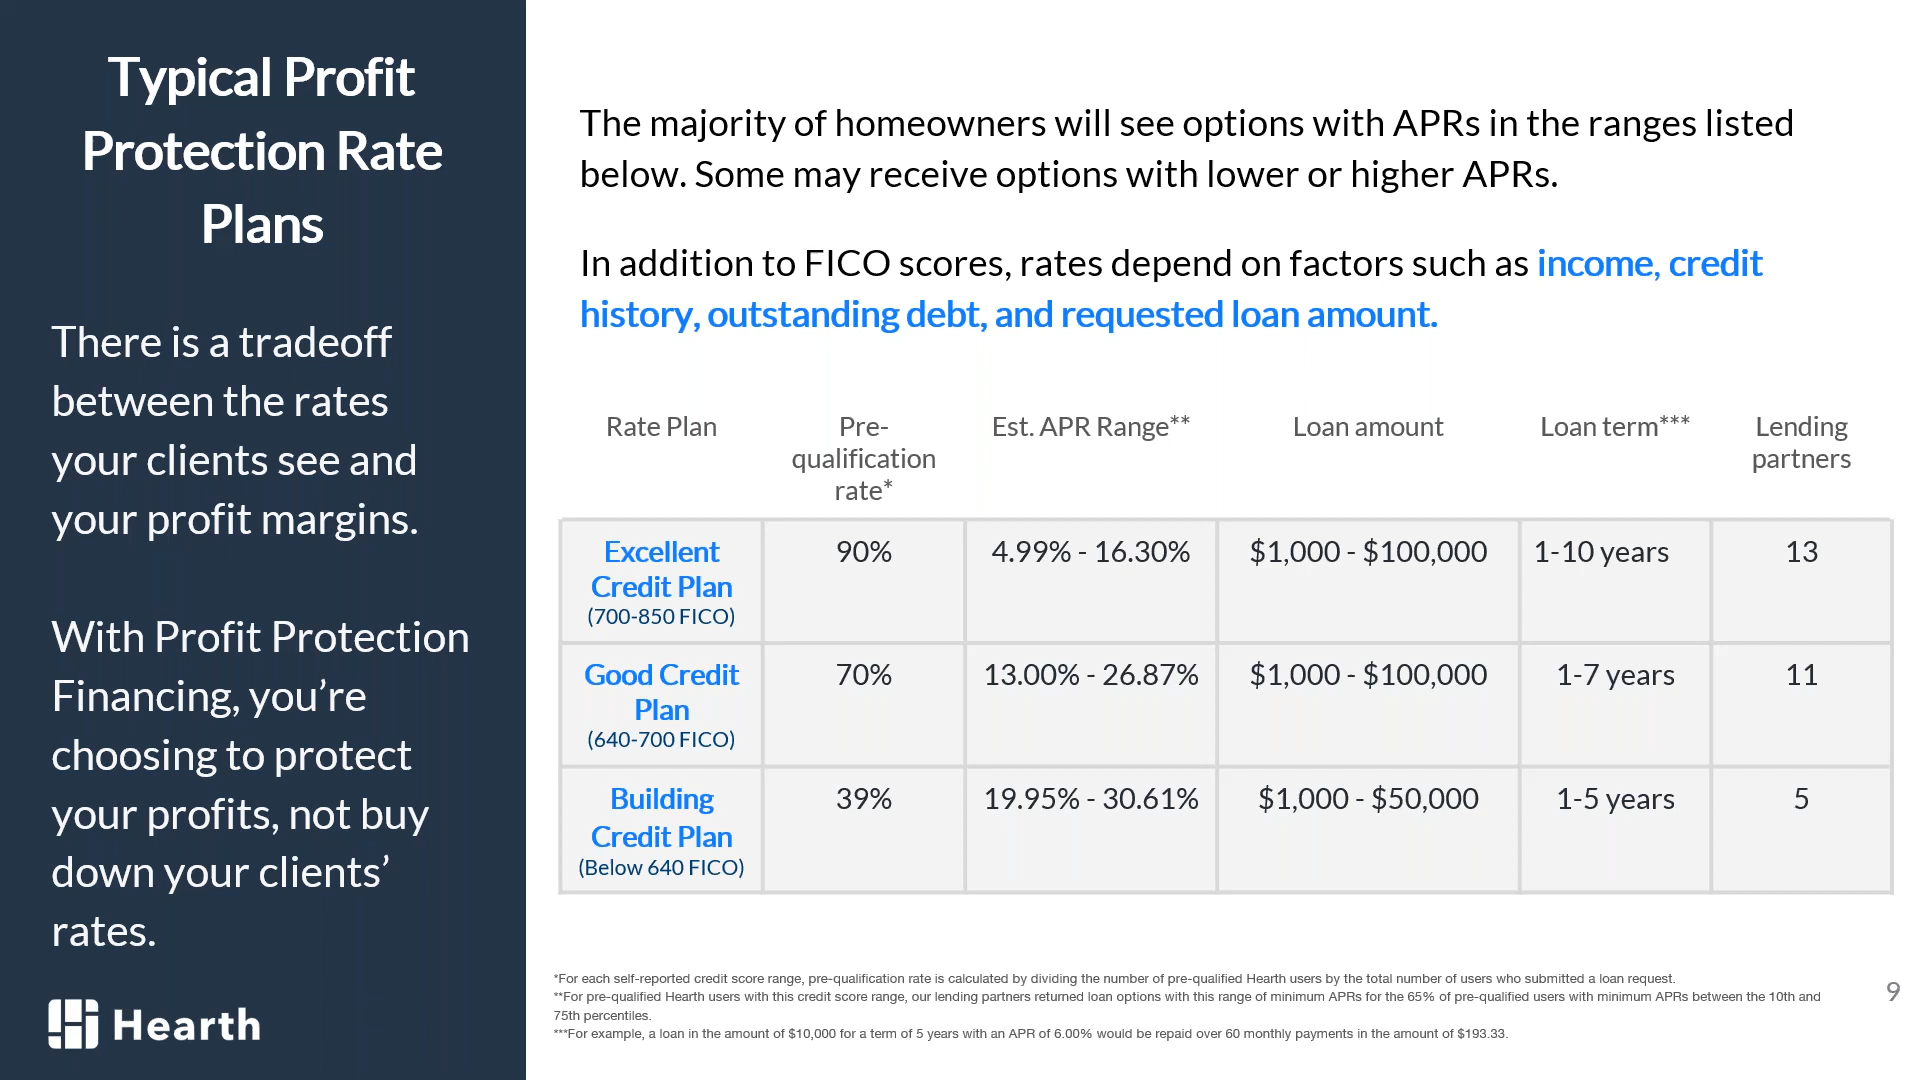 Typical Profit
Protection Rate
Plans
There is a tradeoff
between the rates
your clients see and
your profit margins.
With Profit Protection
Financing, you’re
choosing to protect
your profits, not buy
down your clients’
rates.
Hearth
The majority of homeowners will see options with APRs in the ranges listed
below. Some may receive options with lower or higher APRs.
In addition to FICO scores, rates depend on factors such as income, credit
history, outstanding debt, and requested loan amount.
Rate Plan
Pre-
qualification
rate*
Est. APR Range**
Loan amount
Loan term***
Lending
partners
Excellent
Credit Plan
(700-850 FICO)
90%
4.99% - 16.30%
$1,000 - $100,000
1-10 years
13
Good Credit
Plan
(640-700 FICO)
70%
13.00% - 26.87%
$1,000 - $100,000
1-7 years
11
Building
Credit Plan
(Below 640 FICO)
39%
19.95% - 30.61%
$1,000 - $50,000
1-5 years
5
*For each self-reported credit score range, pre-qualification rate is calculated by dividing the number of pre-qualified Hearth users by the total number of users who submitted a loan request.
**For pre-qualified Hearth users with this credit score range, our lending partners returned loan options with this range of minimum APRs for the 65% of pre-qualified users with minimum APRs between the 10th and
75th percentiles.
***For example, a loan in the amount of $10,000 for a term of 5 years with an APR of 6.00% would be repaid over 60 monthly payments in the amount of $193.33.
9